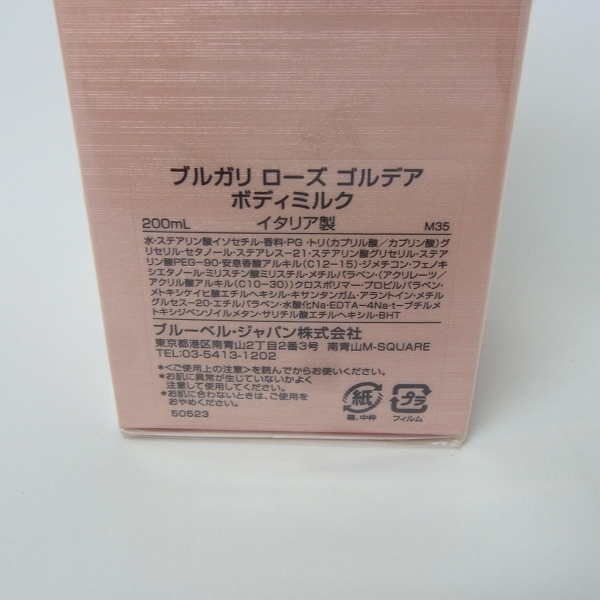 ブルガリ ローズ ゴルデア
ボディミルク
200mL イタリア製 M35
水・ステアリン酸イソセチル・香料・PG・トリ(カプリル酸/カプリン酸)グ
リセリル・セタノール・ステアレス-21・ステアリン酸グリセリル・ステア
リン酸PEG-90・安息香酸アルキル(C12-15)・ジメチコン・フェノキ
シエタノール・ミリスチン酸ミリスチル・メチルパラベン・(アクリレーツ/
アクリル酸アルキル(C10-30))クロスポリマー・プロピルパラベン・
メトキシケイヒ酸エチルヘキシル・キサンタンガム・アラントイン・メチル
グルセス-20・エチルパラベン・水酸化Na・EDTA-4Na・t-ブチルメ
トキシジベンゾイルメタン・サリチル酸エチルヘキシル・BHT
ブルーベル・ジャパン株式会社
東京都港区南青山2丁目2番3号 南青山M-SQUARE
TEL:03-5413-1202
*<ご使用上の注意>を読んでからお使いください。
*お肌に異常が生じていないかよく
注意して使用してください。
*お肌に合わないときは、ご使用を
おやめください。
50523
紙
箱、中枠
プラ
フィルム